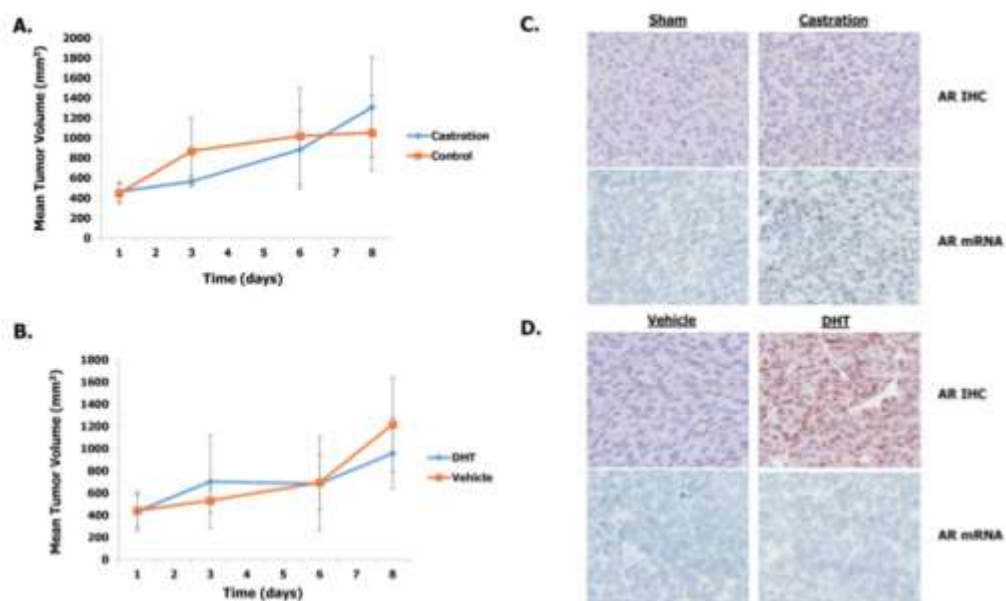 A.
Mean Tumor Volume (mm³)
2000
1800
1600
1400
1200
1000
800
600
400
200
0
1 2 3 4 5 6 7 8
Time (days)
Castration
Control
B.
Mean Tumor Volume (mm³)
1800
1600
1400
1200
1000
800
600
400
200
0
1 2 3 4 5 6 7 8
Time (days)
DHT
Vehicle
C.
Sham Castration
AR IHC
AR mRNA
D.
Vehicle DHT
AR IHC
AR mRNA